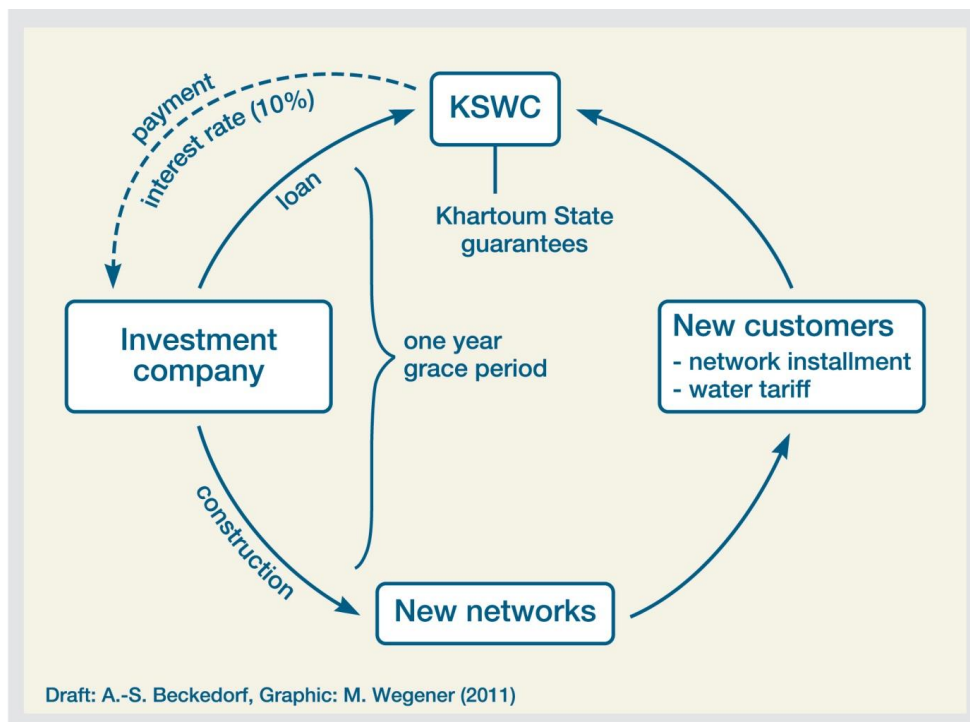 payment
interest rate (10%)
loan
KSWC
Khartoum State
guarantees
Investment
company
one year
grace period
New customers
- network installment
- water tariff
construction
New networks
Draft: A.-S. Beckedorf, Graphic: M. Wegener (2011)